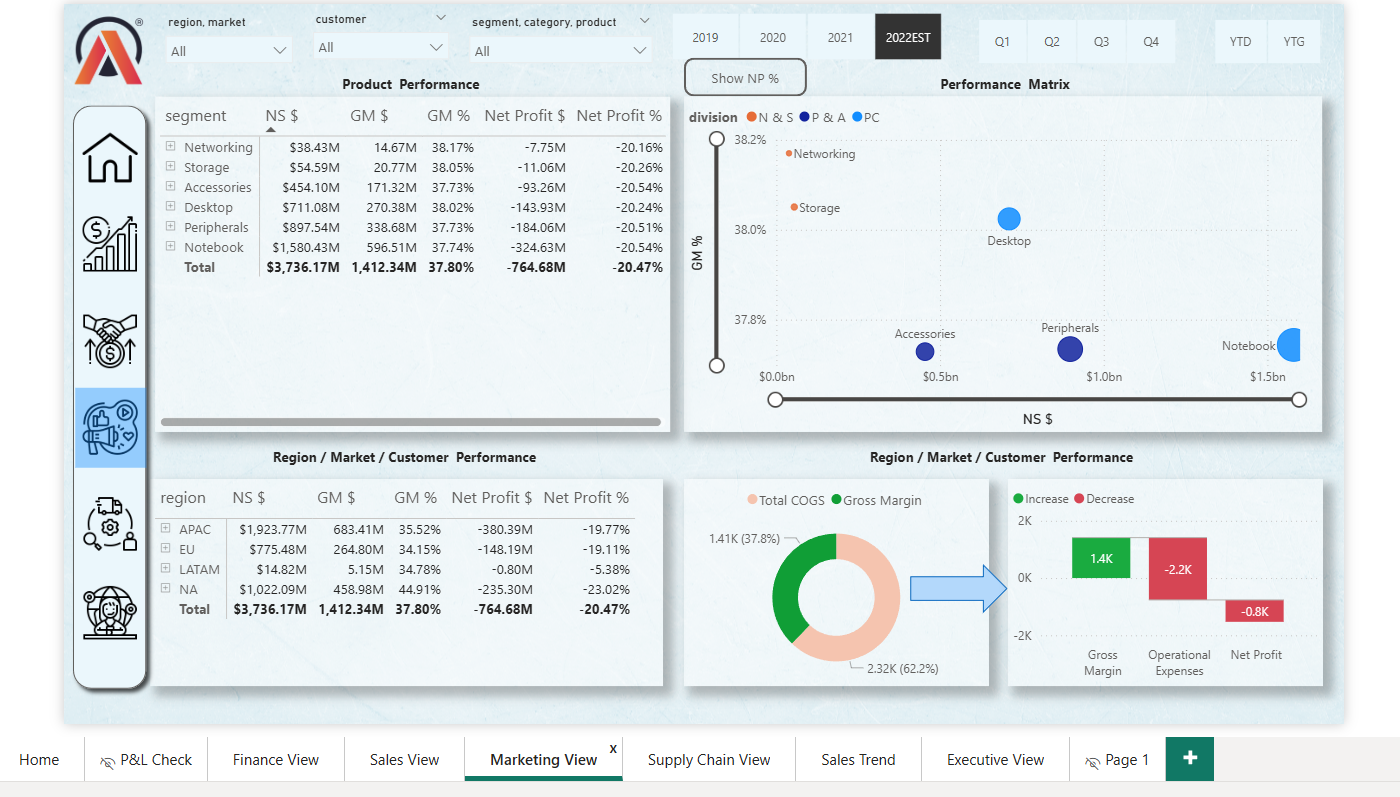 region, market
customer
segment, category, product
All
All
All
2019 2020 2021 2022EST
Q1 Q2 Q3 Q4
YTD YTG
®
Product Performance
segment NS $ GM $ GM % Net Profit $ Net Profit %
Networking $38.43M 14.67M 38.17% -7.75M -20.16%
Storage $54.59M 20.77M 38.05% -11.06M -20.26%
Accessories $454.10M 171.32M 37.73% -93.26M -20.54%
Desktop $711.08M 270.38M 38.02% -143.93M -20.24%
Peripherals $897.54M 338.68M 37.73% -184.06M -20.51%
Notebook $1,580.43M 596.51M 37.74% -324.63M -20.54%
Total $3,736.17M 1,412.34M 37.80% -764.68M -20.47%
Show NP %
Performance Matrix
division N & S P & A PC
38.2%
38.0%
37.8%
GM %
Networking
Storage
Desktop
Accessories
Peripherals
Notebook
$0.0bn $0.5bn $1.0bn $1.5bn
NS $
Region / Market / Customer Performance
region NS $ GM $ GM % Net Profit $ Net Profit %
APAC $1,923.77M 683.41M 35.52% -380.39M -19.77%
EU $775.48M 264.80M 34.15% -148.19M -19.11%
LATAM $14.82M 5.15M 34.78% -0.80M -5.38%
NA $1,022.09M 458.98M 44.91% -235.30M -23.02%
Total $3,736.17M 1,412.34M 37.80% -764.68M -20.47%
Region / Market / Customer Performance
Total COGS Gross Margin
1.41K (37.8%)
2.32K (62.2%)
Increase Decrease
2K
0K
-2K
1.4K
-2.2K
-0.8K
Gross
Margin
Operational
Expenses
Net Profit
Home P&L Check Finance View Sales View Marketing View x Supply Chain View Sales Trend Executive View Page 1 +